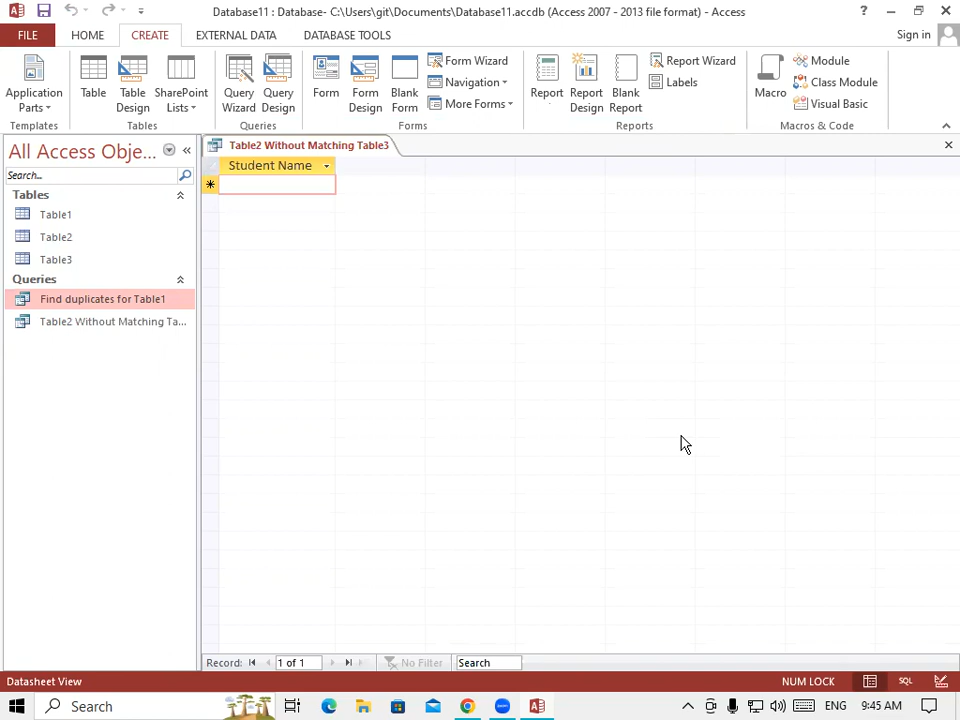 Database11 : Database- C:\Users\git\Documents\Database11.accdb (Access 2007 - 2013 file format) - Access
FILE HOME CREATE EXTERNAL DATA DATABASE TOOLS Sign in
Application Parts Table Table Design SharePoint Lists Query Wizard Query Design Form Form Design Blank Form Form Wizard Navigation More Forms Report Report Design Blank Report Report Wizard Labels Macro Module Class Module Visual Basic
Templates Tables Queries Forms Reports Macros & Code
All Access Obje...
Search...
Tables
Table1
Table2
Table3
Queries
Find duplicates for Table1
Table2 Without Matching Ta...
Table2 Without Matching Table3
Student Name
Record: 1 of 1 No Filter Search
Datasheet View NUM LOCK SQL
Search ENG 9:45 AM